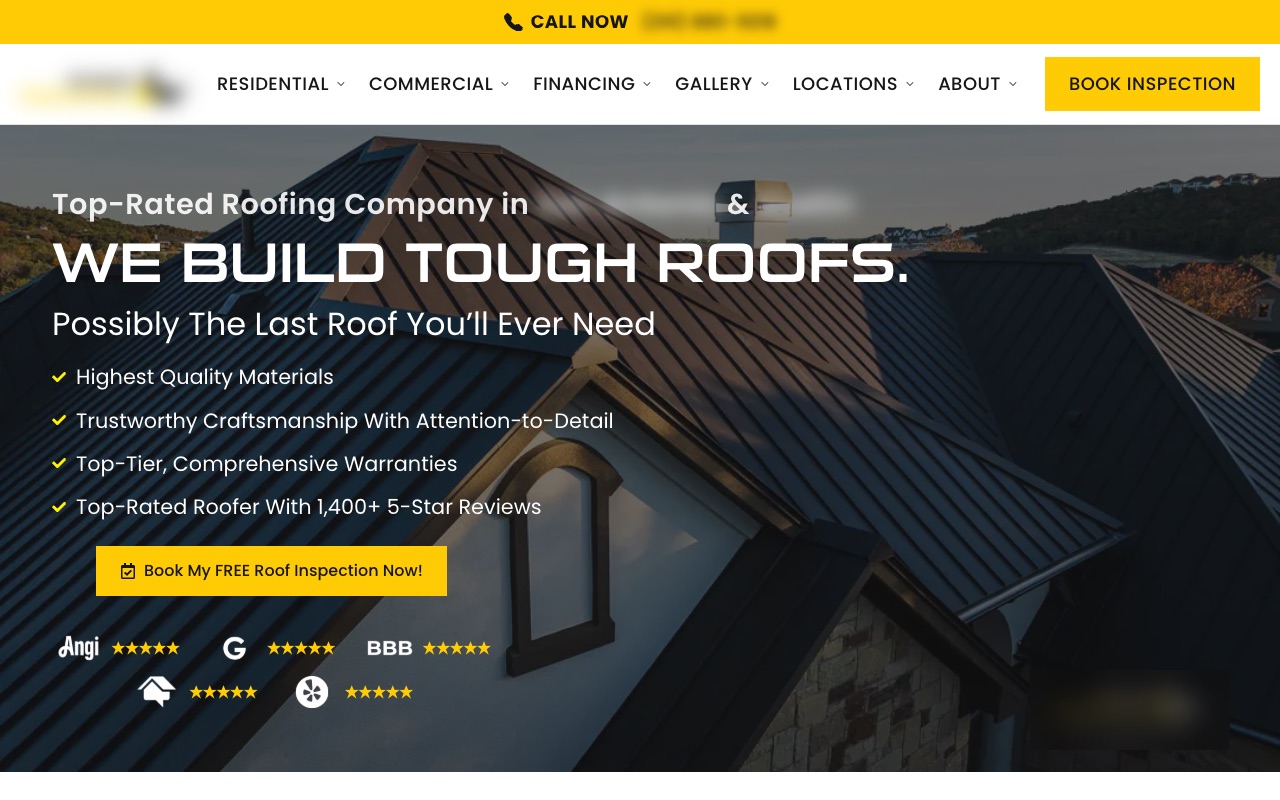 CALL NOW
RESIDENTIAL COMMERCIAL FINANCING GALLERY LOCATIONS ABOUT BOOK INSPECTION
Top-Rated Roofing Company in &
WE BUILD TOUGH ROOFS.
Possibly The Last Roof You’ll Ever Need
Highest Quality Materials
Trustworthy Craftsmanship With Attention-to-Detail
Top-Tier, Comprehensive Warranties
Top-Rated Roofer With 1,400+ 5-Star Reviews
Book My FREE Roof Inspection Now!
Angi G BBB